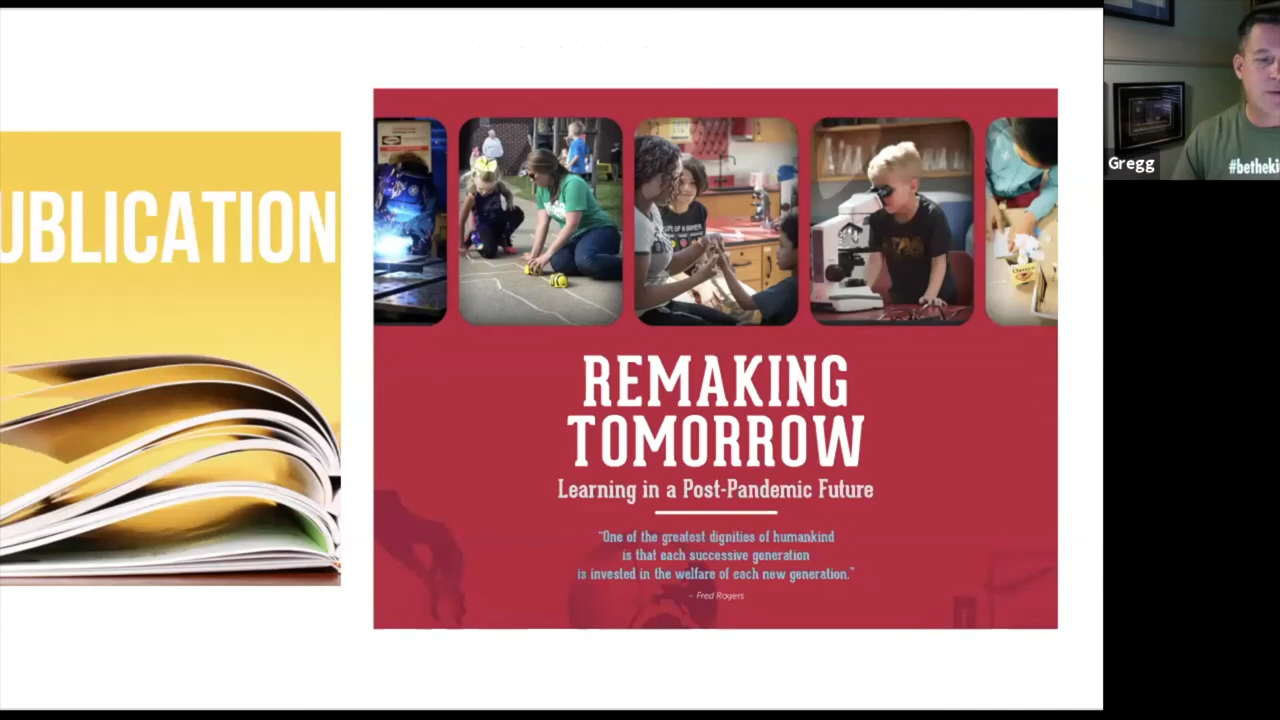 UBLICATION
REMAKING
TOMORROW
Learning in a Post-Pandemic Future
"One of the greatest dignities of humankind
is that each successive generation
is invested in the welfare of each new generation."
- Fred Rogers
Gregg
#betheki